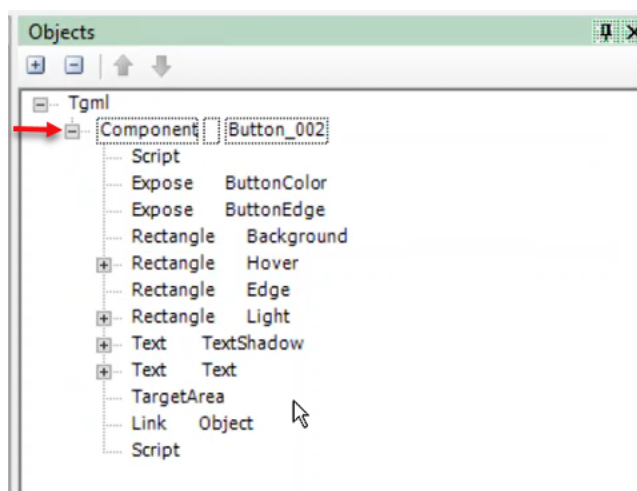 Objects
Tgml
Component Button_002
Script
Expose ButtonColor
Expose ButtonEdge
Rectangle Background
Rectangle Hover
Rectangle Edge
Rectangle Light
Text TextShadow
Text Text
TargetArea
Link Object
Script